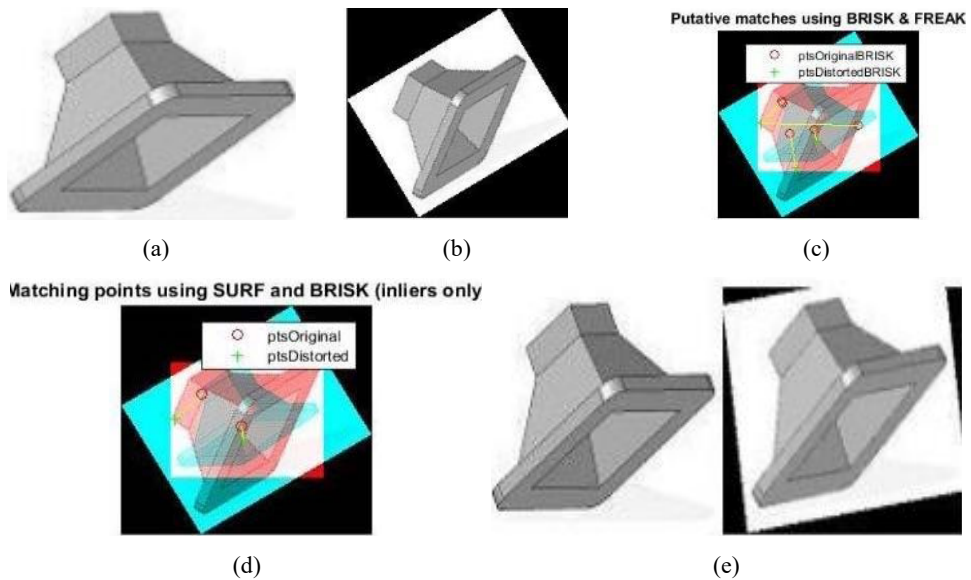 (a)
(b)
Putative matches using BRISK & FREAK
ptsOriginalBRISK
ptsDistortedBRISK
(c)
Matching points using SURF and BRISK (inliers only
ptsOriginal
ptsDistorted
(d)
(e)